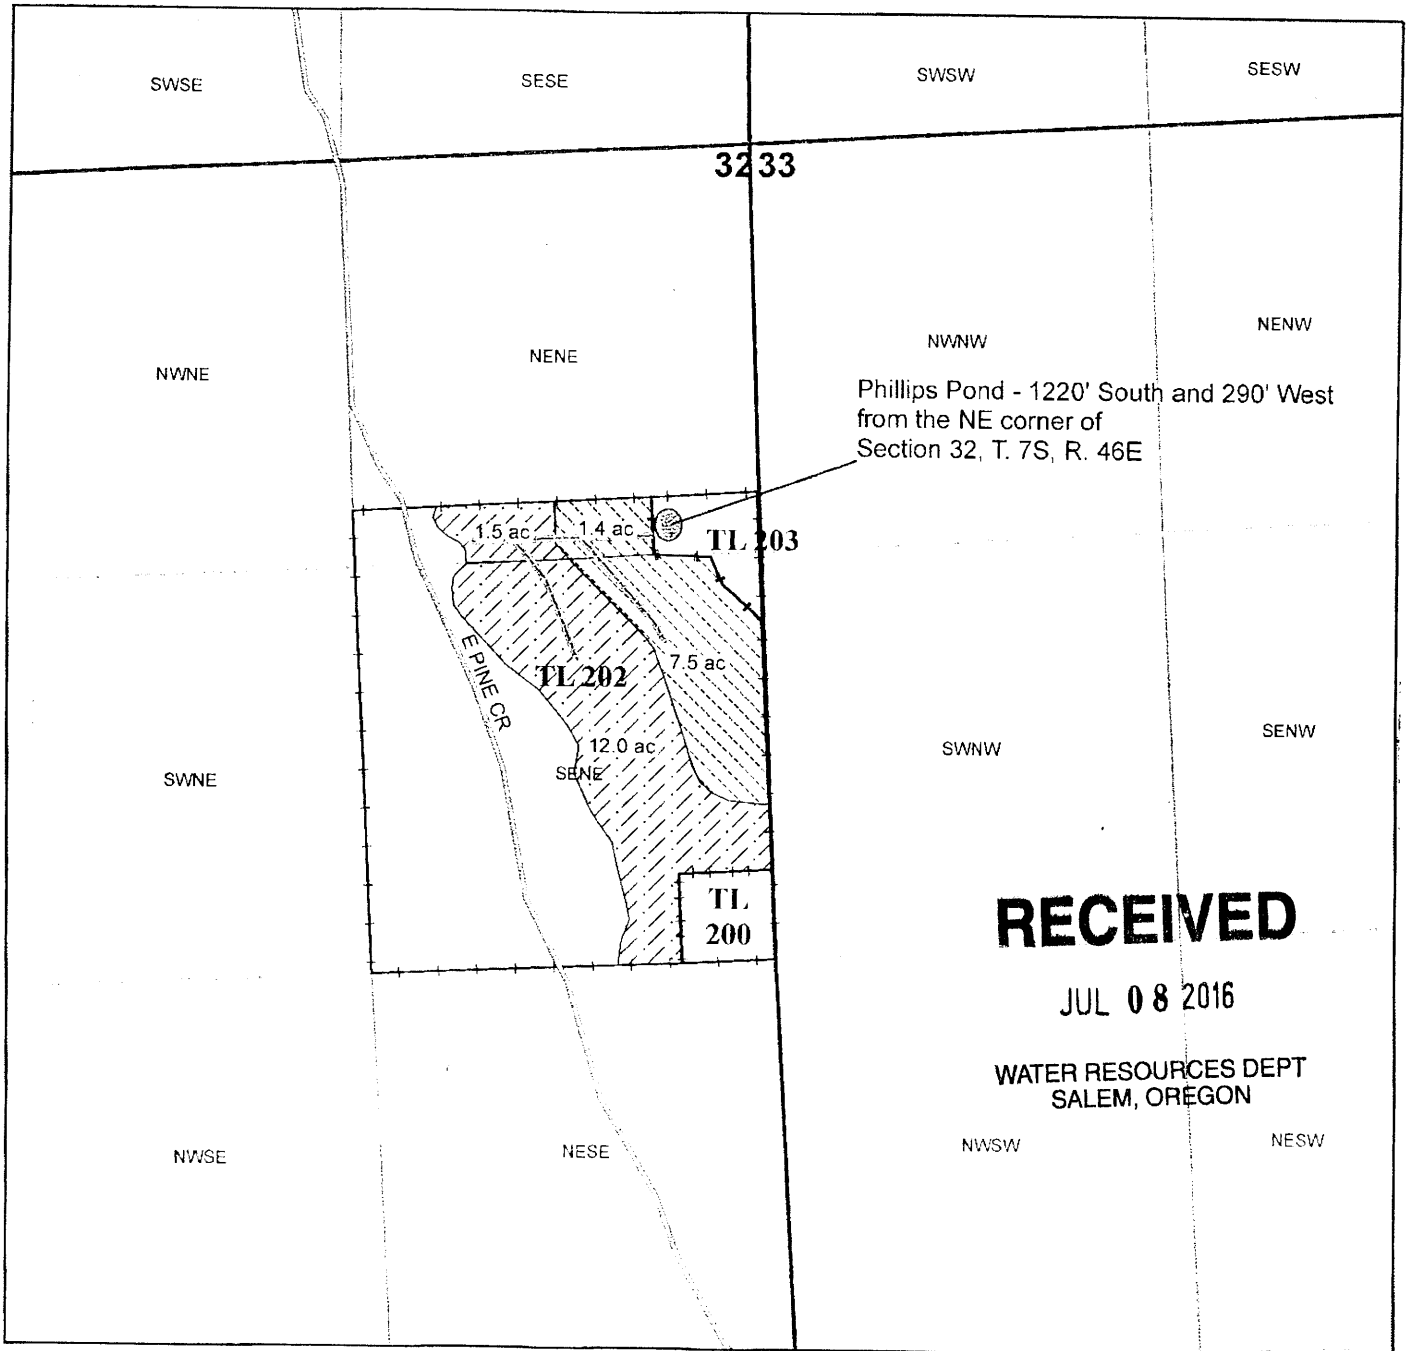 SWSE
SESE
SWSW
SESW
32 33
NWNE
NENE
NWNW
NENW
Phillips Pond - 1220' South and 290' West
from the NE corner of
Section 32, T. 7S, R. 46E
1.5 ac
1.4 ac
TL 203
E PINE CR
TL 202
7.5 ac
12.0 ac
SWNE
SENE
SWNW
SENW
TL
200
RECEIVED
JUL 08 2016
WATER RESOURCES DEPT
SALEM, OREGON
NWSE
NESE
NWSW
NESW